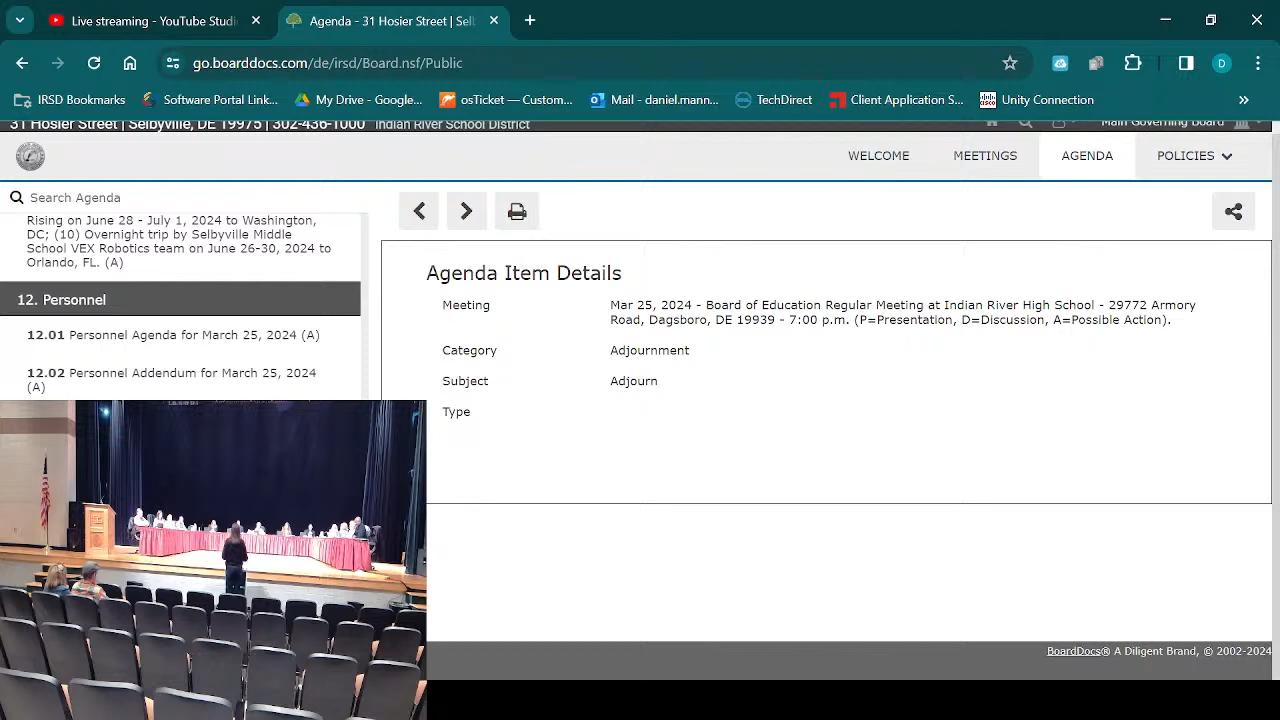 Live streaming - YouTube Studi
Agenda - 31 Hosier Street | Sel
go.boarddocs.com/de/irsd/Board.nsf/Public
D
IRSD Bookmarks
Software Portal Link...
My Drive - Google...
osTicket — Custom...
Mail - daniel.mann...
TechDirect
Client Application S...
Unity Connection
31 Hosier Street | Selbyville, DE 19975 | 302-436-1000 Indian River School District
Main Governing Board
WELCOME
MEETINGS
AGENDA
POLICIES
Search Agenda
Rising on June 28 - July 1, 2024 to Washington,
DC; (10) Overnight trip by Selbyville Middle
School VEX Robotics team on June 26-30, 2024 to
Orlando, FL. (A)
12. Personnel
12.01 Personnel Agenda for March 25, 2024 (A)
12.02 Personnel Addendum for March 25, 2024
(A)
Agenda Item Details
Meeting
Mar 25, 2024 - Board of Education Regular Meeting at Indian River High School - 29772 Armory
Road, Dagsboro, DE 19939 - 7:00 p.m. (P=Presentation, D=Discussion, A=Possible Action).
Category
Adjournment
Subject
Adjourn
Type
BoardDocs® A Diligent Brand, © 2002-2024